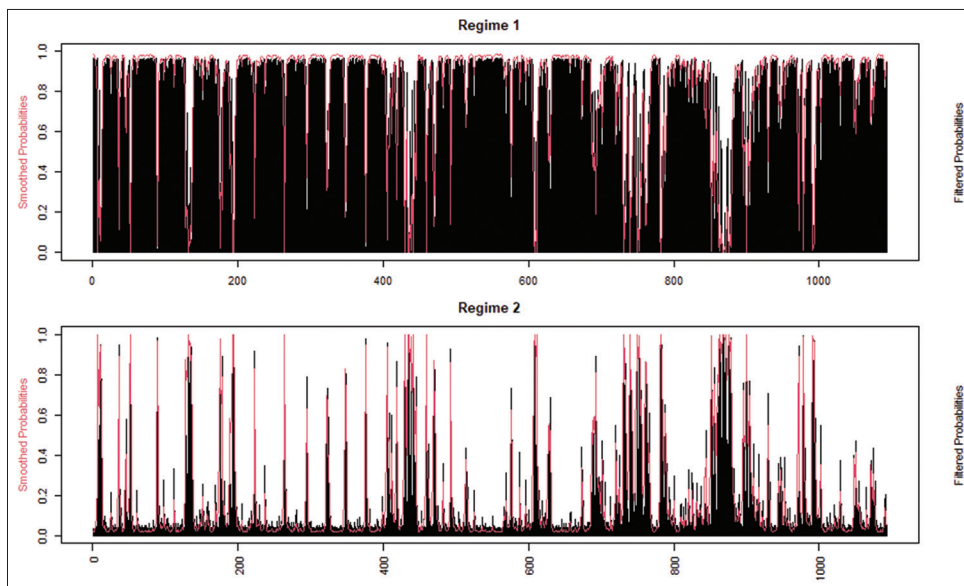 Regime 1
Smoothed Probabilities
0.0 0.2 0.4 0.6 0.8 1.0
Filtered Probabilities
0 200 400 600 800 1000
Regime 2
Smoothed Probabilities
0.0 0.2 0.4 0.6 0.8 1.0
Filtered Probabilities
0 200 400 600 800 1000